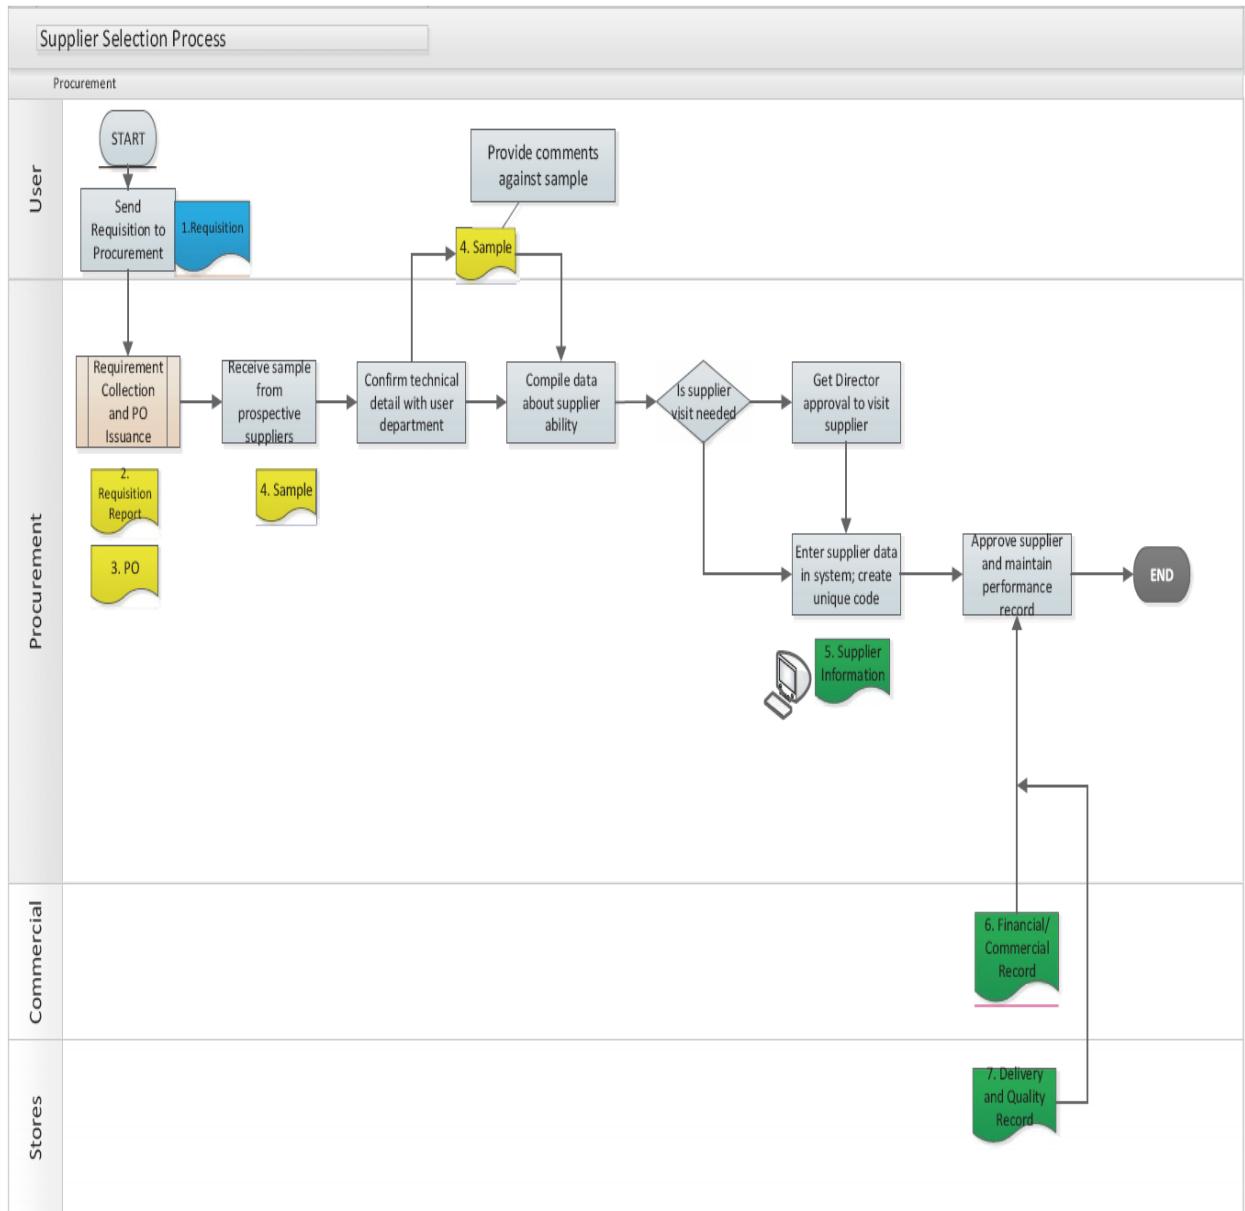 Supplier Selection Process
Procurement
User
START
Send
Requisition to
Procurement
1.Requisition
Provide comments
against sample
4. Sample
Procurement
Requirement
Collection
and PO
Issuance
2.
Requisition
Report
3. PO
Receive sample
from
prospective
suppliers
4. Sample
Confirm technical
detail with user
department
Compile data
about supplier
ability
Is supplier
visit needed
Get Director
approval to visit
supplier
Enter supplier data
in system; create
unique code
5. Supplier
Information
Approve supplier
and maintain
performance
record
END
Commercial
6. Financial/
Commercial
Record
Stores
7. Delivery
and Quality
Record